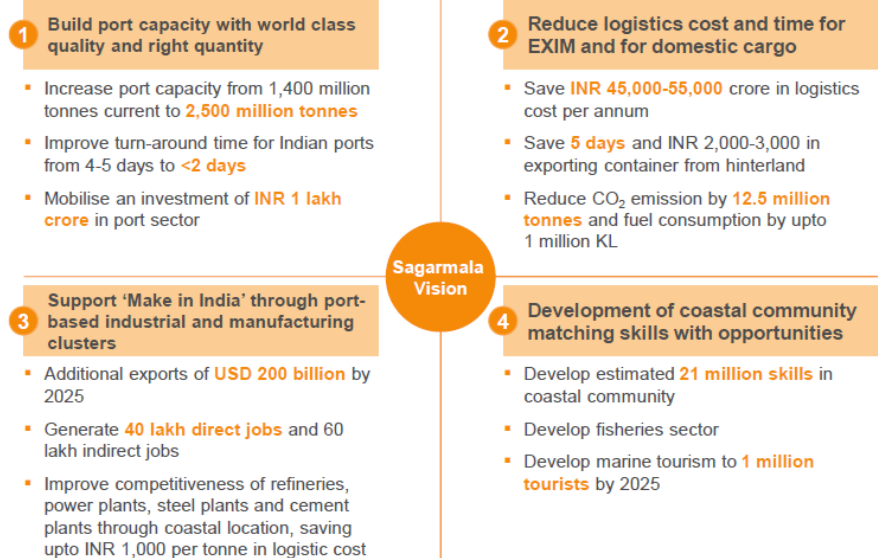 1
Build port capacity with world class
quality and right quantity
▪ Increase port capacity from 1,400 million
tonnes current to 2,500 million tonnes
▪ Improve turn-around time for Indian ports
from 4-5 days to <2 days
▪ Mobilise an investment of INR 1 lakh
crore in port sector
2
Reduce logistics cost and time for
EXIM and for domestic cargo
▪ Save INR 45,000-55,000 crore in logistics
cost per annum
▪ Save 5 days and INR 2,000-3,000 in
exporting container from hinterland
▪ Reduce CO₂ emission by 12.5 million
tonnes and fuel consumption by upto
1 million KL
Sagarmala
Vision
3
Support ‘Make in India’ through port-
based industrial and manufacturing
clusters
▪ Additional exports of USD 200 billion by
2025
▪ Generate 40 lakh direct jobs and 60
lakh indirect jobs
▪ Improve competitiveness of refineries,
power plants, steel plants and cement
plants through coastal location, saving
upto INR 1,000 per tonne in logistic cost
4
Development of coastal community
matching skills with opportunities
▪ Develop estimated 21 million skills in
coastal community
▪ Develop fisheries sector
▪ Develop marine tourism to 1 million
tourists by 2025